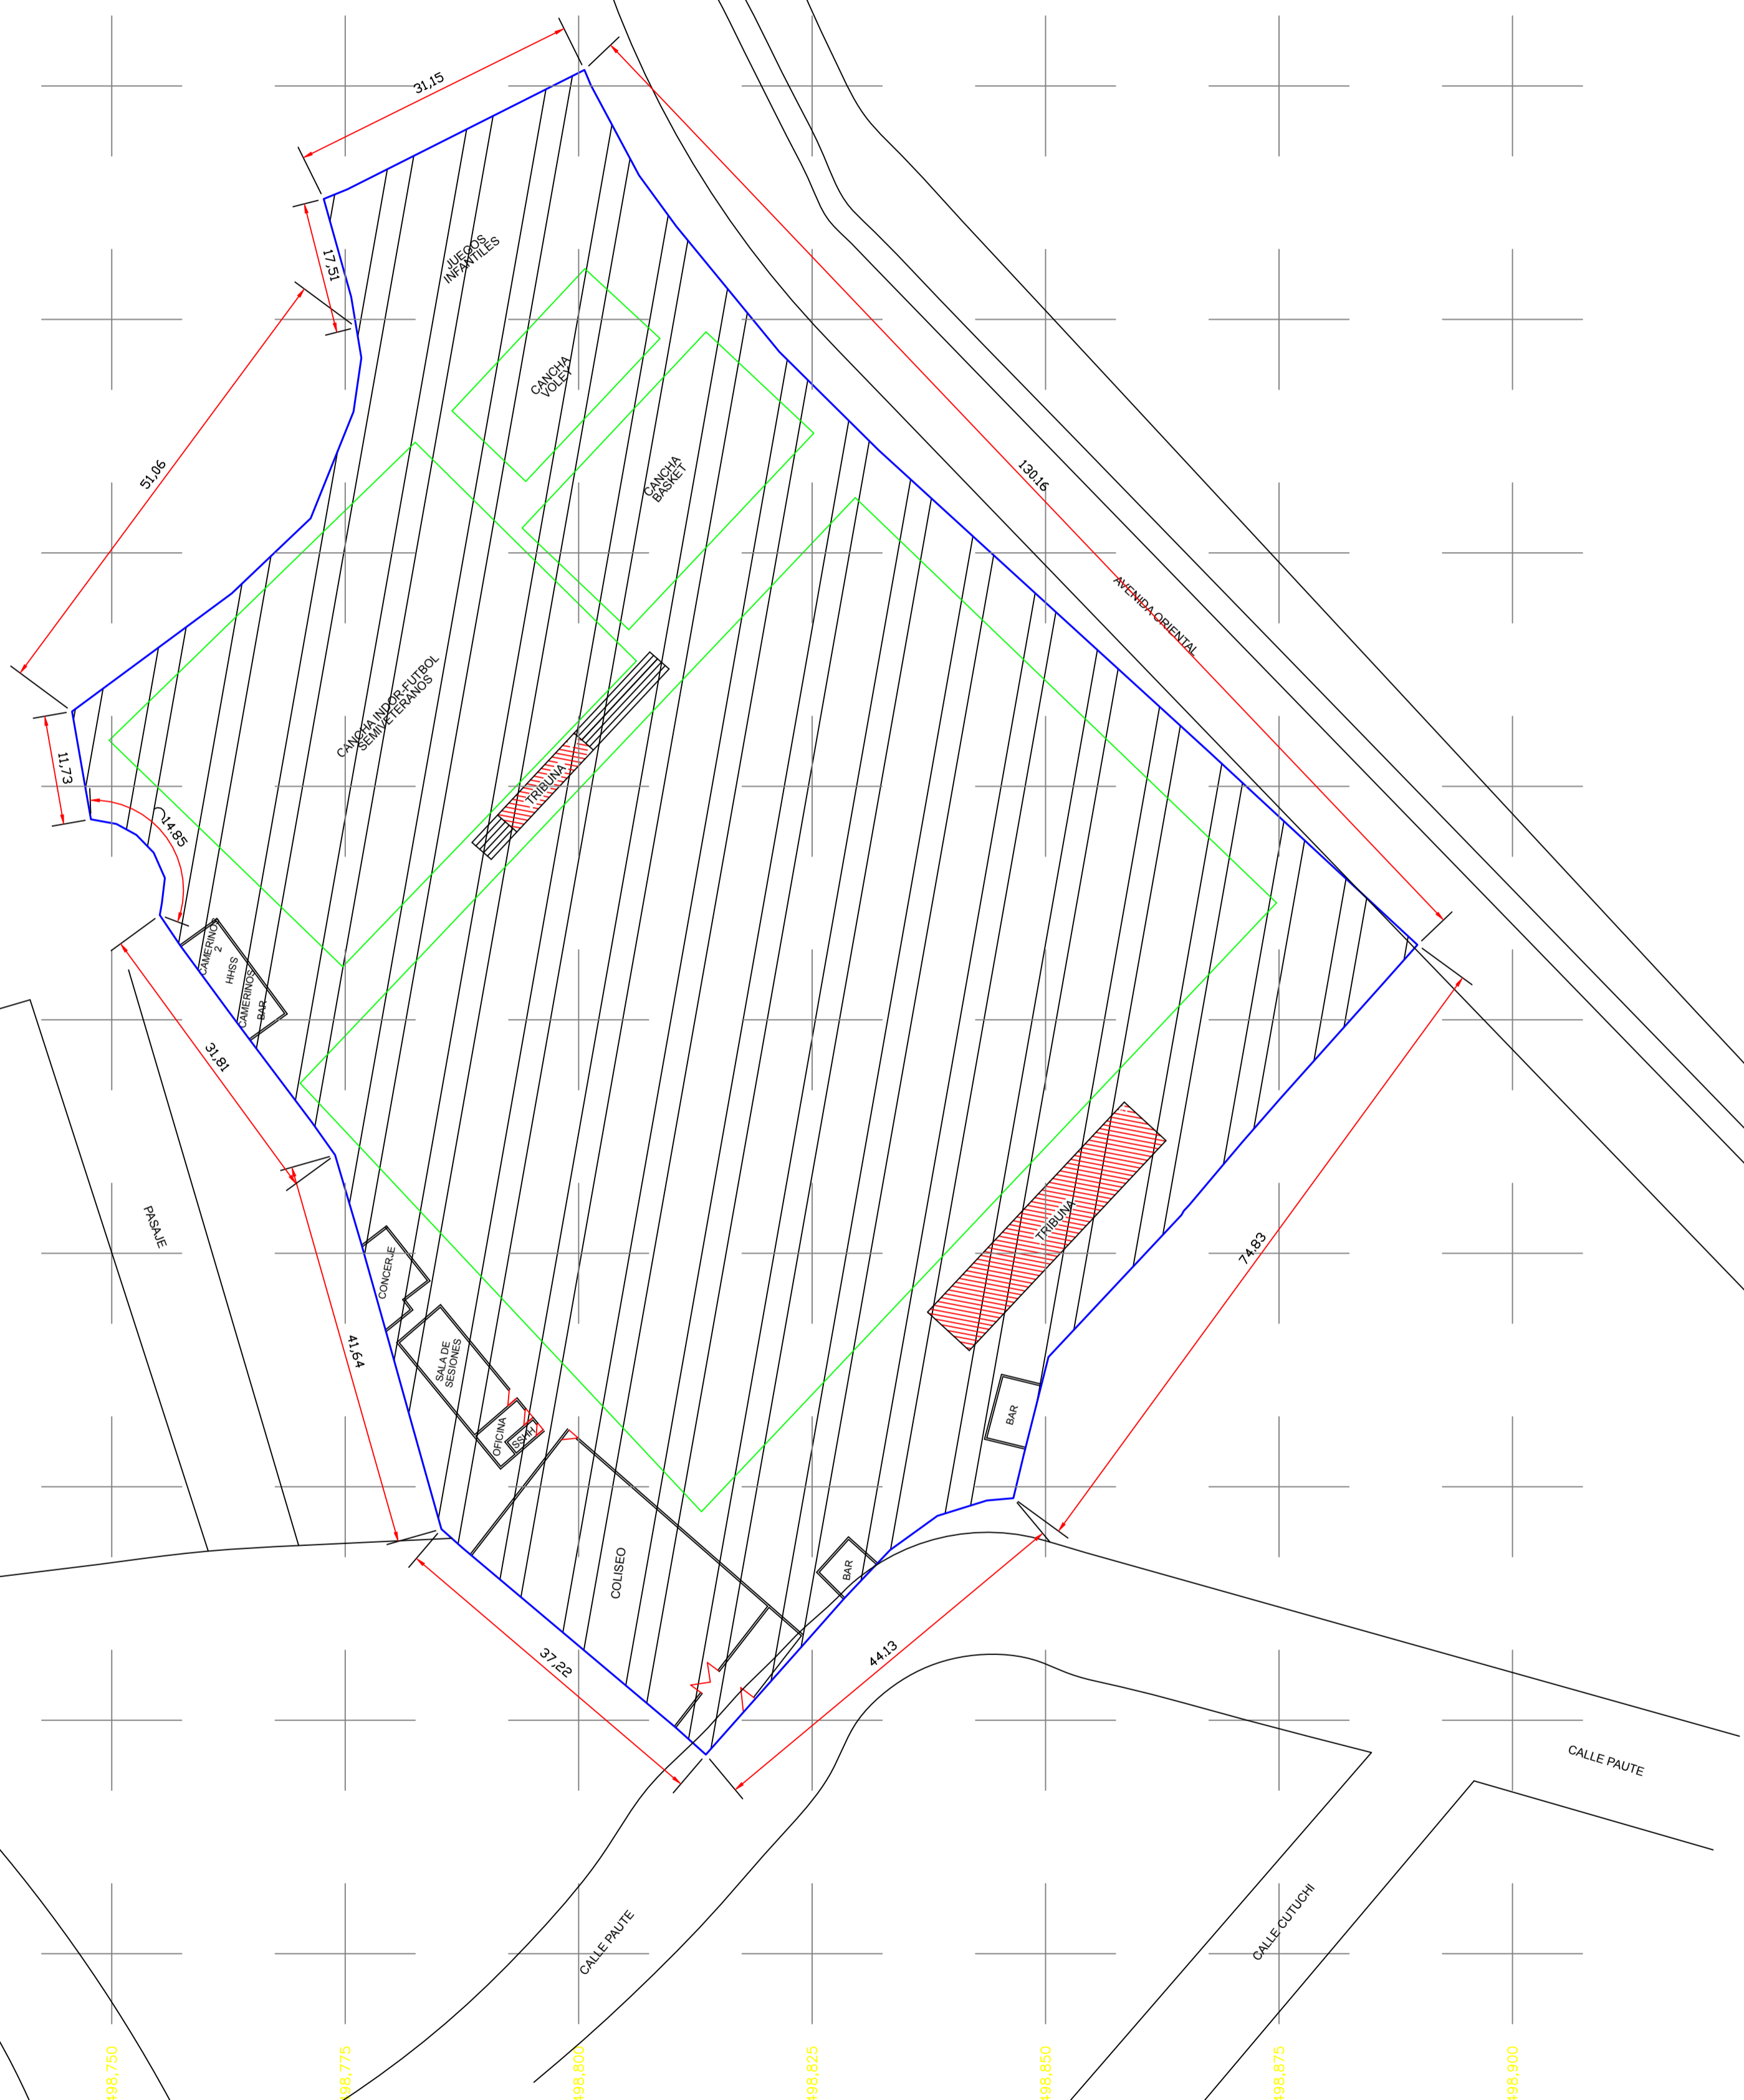 31,15
17,51
JUEGOS
INFANTILES
CANCHA
VOLEY
51,06
CANCHA
BASKET
130.16
AVENIDA ORIENTAL
CANCHA INDOR-FUTBOL
SEMIVETERANOS
11,73
TRIBUNA
14.85
CAMERINOS
2
HHSS
CAMERINOS
BAR
31,81
PASAJE
TRIBUNA
74,83
CONCERJE
41,64
SALA DE
SESIONES
OFICINA
SSHH
BAR
COLISEO
BAR
37,22
44.13
CALLE PAUTE
CALLE PAUTE
CALLE CUTUCHI
498,750
498,775
498,800
498,825
498,850
498,875
498,900